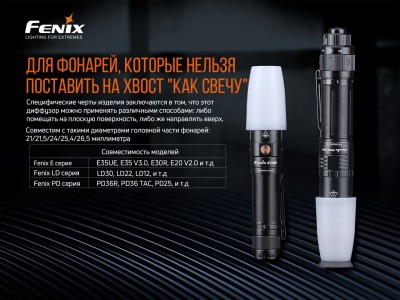 FENIX
LIGHTING FOR EXTREMES
ДЛЯ ФОНАРЕЙ, КОТОРЫЕ НЕЛЬЗЯ
ПОСТАВИТЬ НА ХВОСТ "КАК СВЕЧУ"
Специфические черты изделия заключаются в том, что этот
диффузор можно применять различными способами: либо
помещать на плоскую поверхность, либо же направлять вверх,
Совместим с такими диаметрами головной части фонарей:
21/21,5/24/25,4/26,5 миллиметра
Совместимость моделей
Fenix E серия E35UE, E35 V3.0, E30R, E20 V2.0 и т.д
Fenix LD серия LD30, LD22, LD12, и т.д
Fenix PD серия PD36R, PD36 TAC, PD25, и т.д